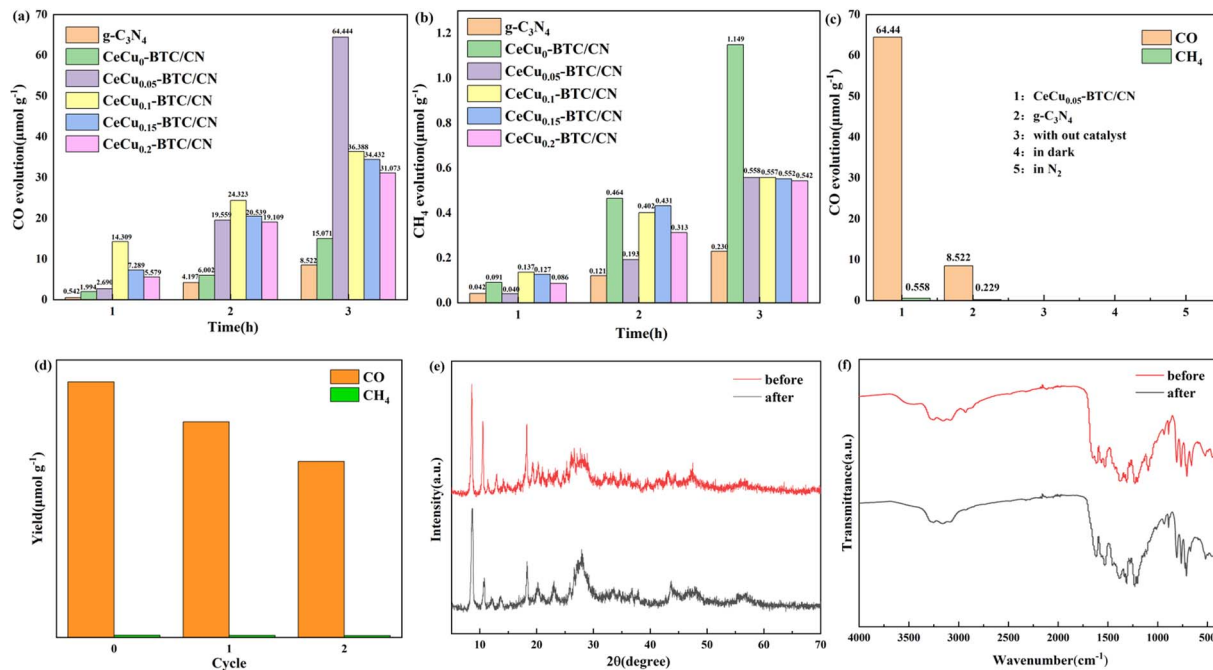 (a)
CO evolution(μmol g⁻¹)
70
60
50
40
30
20
10
0
g-C₃N₄
CeCu₀-BTC/CN
CeCu₀.₀₅-BTC/CN
CeCu₀.₁-BTC/CN
CeCu₀.₁₅-BTC/CN
CeCu₀.₂-BTC/CN
0.542
1.994
2.690
14.309
7.289
5.579
4.197
6.002
19.559
24.323
20.539
19.109
8.522
15.071
64.444
36.388
34.432
31.073
1 2 3
Time(h)
(b)
CH₄ evolution(μmol g⁻¹)
1.2
1.0
0.8
0.6
0.4
0.2
0.0
g-C₃N₄
CeCu₀-BTC/CN
CeCu₀.₀₅-BTC/CN
CeCu₀.₁-BTC/CN
CeCu₀.₁₅-BTC/CN
CeCu₀.₂-BTC/CN
0.042
0.091
0.040
0.137
0.127
0.086
0.121
0.464
0.193
0.402
0.431
0.313
0.230
1.149
0.558
0.557
0.552
0.542
1 2 3
Time(h)
(c)
CO evolution(μmol g⁻¹)
70
60
50
40
30
20
10
0
CO
CH₄
64.44
0.558
8.522
0.229
1：CeCu₀.₀₅-BTC/CN
2：g-C₃N₄
3：with out catalyst
4：in dark
5：in N₂
1 2 3 4 5
(d)
Yield(μmol g⁻¹)
CO
CH₄
0 1 2
Cycle
(e)
Intensity(a.u.)
before
after
10 20 30 40 50 60 70
2θ(degree)
(f)
Transmittance(a.u.)
before
after
4000 3500 3000 2500 2000 1500 1000 500
Wavenumber(cm⁻¹)